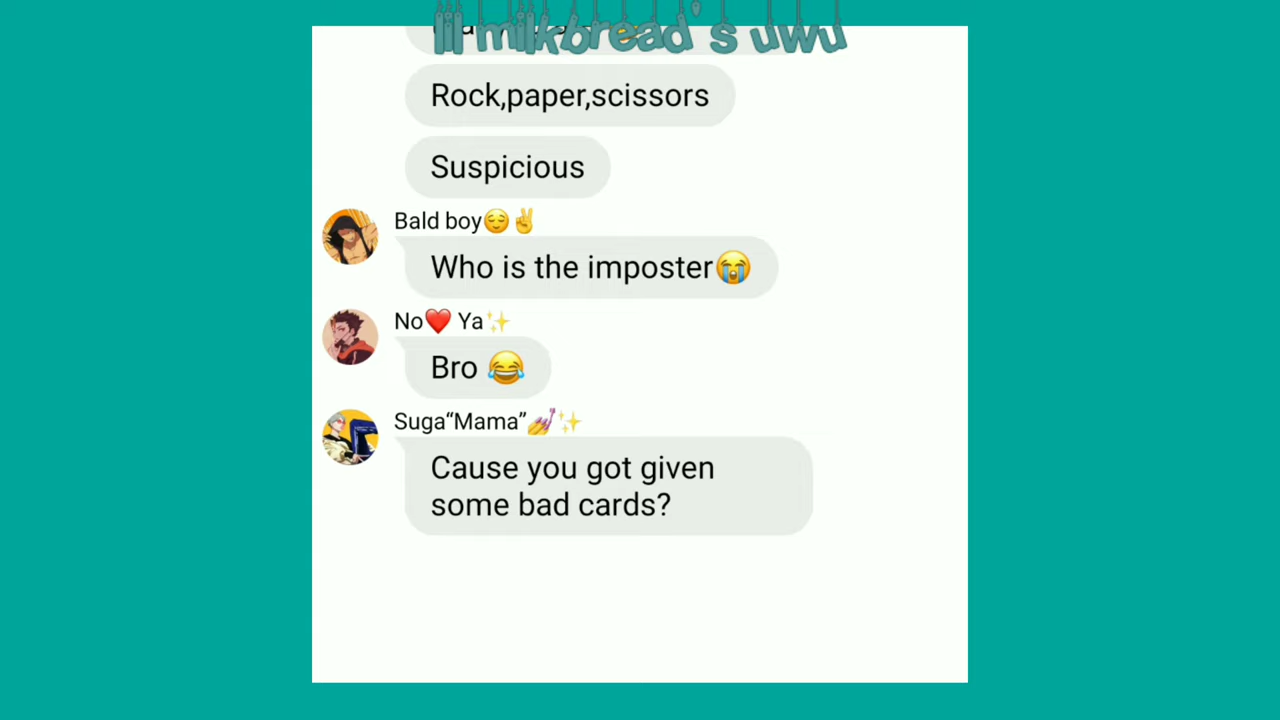 lil milkbread's uwu
Rock,paper,scissors
Suspicious
Bald boy😌✌️
Who is the imposter😭
No❤️ Ya✨
Bro 😂
Suga“Mama”💅✨
Cause you got given
some bad cards?